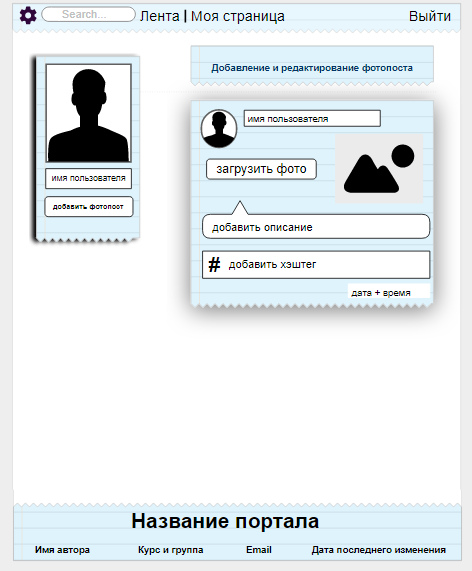 Search...
Лента | Моя страница
Выйти
Добавление и редактирование фотопоста
имя пользователя
добавить фотопост
имя пользователя
загрузить фото
добавить описание
# добавить хэштег
дата + время
Название портала
Имя автора
Курс и группа
Email
Дата последнего изменения